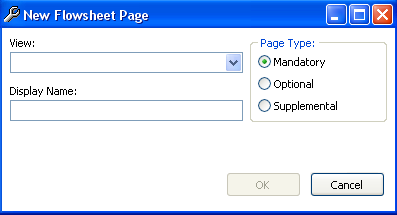 New Flowsheet Page
View:
Page Type:
Mandatory
Display Name:
Optional
Supplemental
OK
Cancel